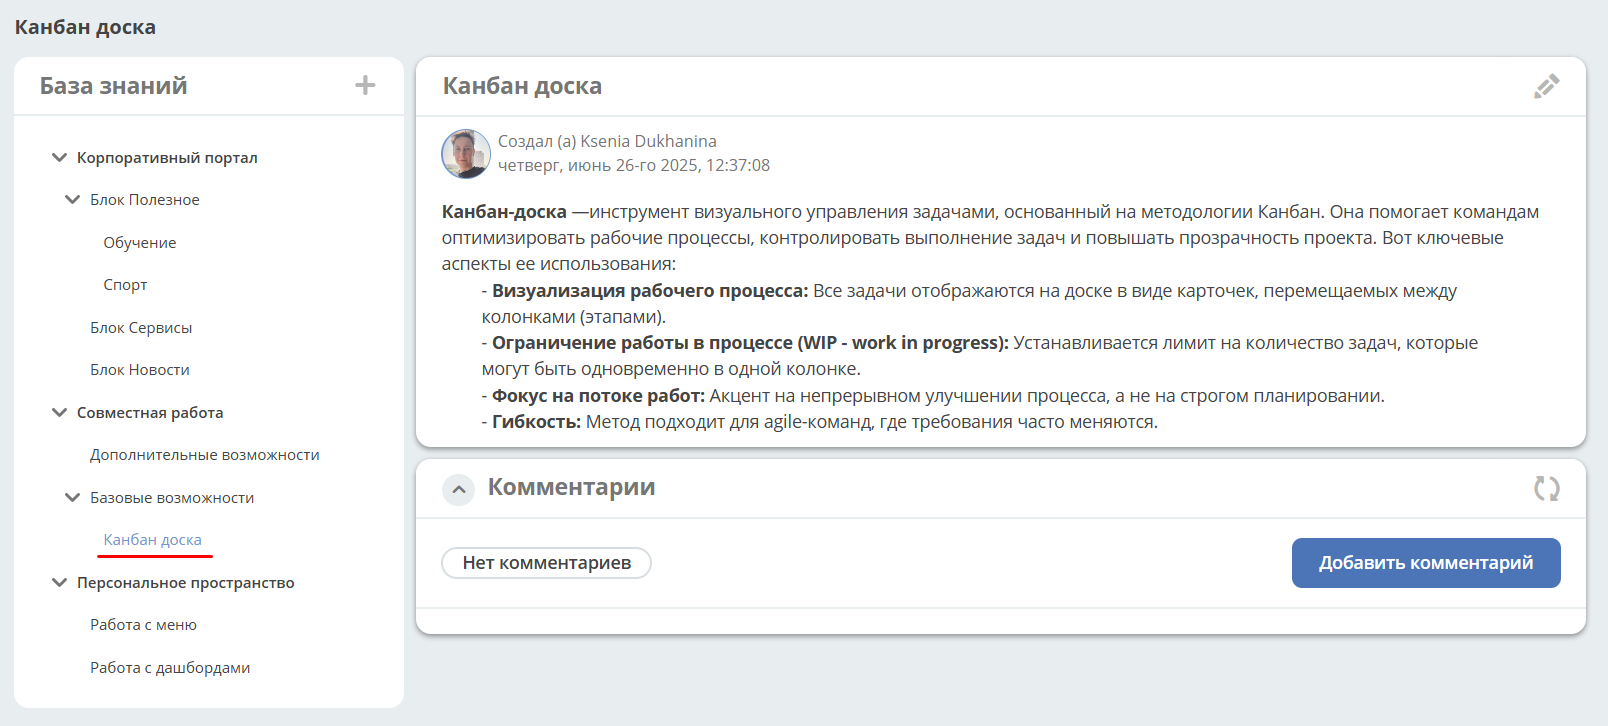 Канбан доска
База знаний
Корпоративный портал
Блок Полезное
Обучение
Спорт
Блок Сервисы
Блок Новости
Совместная работа
Дополнительные возможности
Базовые возможности
Канбан доска
Персональное пространство
Работа с меню
Работа с дашбордами
Канбан доска
Создал (а) Ksenia Dukhanina
четверг, июнь 26-го 2025, 12:37:08
Канбан-доска —инструмент визуального управления задачами, основанный на методологии Канбан. Она помогает командам
оптимизировать рабочие процессы, контролировать выполнение задач и повышать прозрачность проекта. Вот ключевые
аспекты ее использования:
- Визуализация рабочего процесса: Все задачи отображаются на доске в виде карточек, перемещаемых между
колонками (этапами).
- Ограничение работы в процессе (WIP - work in progress): Устанавливается лимит на количество задач, которые
могут быть одновременно в одной колонке.
- Фокус на потоке работ: Акцент на непрерывном улучшении процесса, а не на строгом планировании.
- Гибкость: Метод подходит для agile-команд, где требования часто меняются.
Комментарии
Нет комментариев
Добавить комментарий